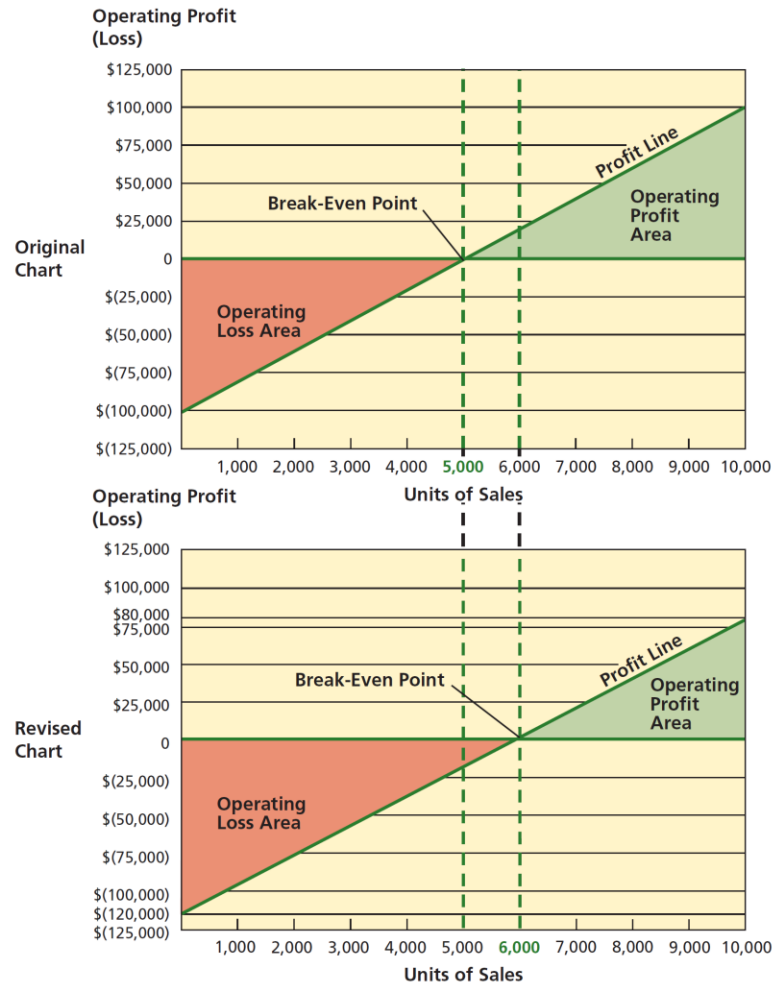 Operating Profit
(Loss)
$125,000
$100,000
$75,000
$50,000
$25,000
0
$(25,000)
$(50,000)
$(75,000)
$(100,000)
$(125,000)
Original
Chart
Break-Even Point
Profit Line
Operating
Profit
Area
Operating
Loss Area
1,000 2,000 3,000 4,000 5,000 6,000 7,000 8,000 9,000 10,000
Units of Sales
Operating Profit
(Loss)
$125,000
$100,000
$80,000
$75,000
$50,000
$25,000
0
$(25,000)
$(50,000)
$(75,000)
$(100,000)
$(120,000)
$(125,000)
Revised
Chart
Break-Even Point
Profit Line
Operating
Profit
Area
Operating
Loss Area
1,000 2,000 3,000 4,000 5,000 6,000 7,000 8,000 9,000 10,000
Units of Sales